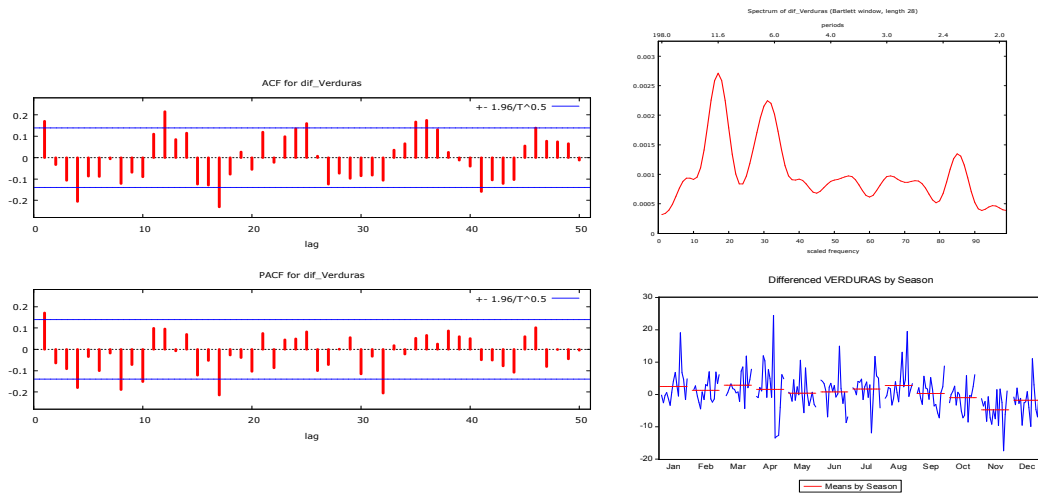 ACF for dif_Verduras
+- 1.96/T^0.5
0.2
0.1
0
-0.1
-0.2
0 10 20 30 40 50
lag
PACF for dif_Verduras
+- 1.96/T^0.5
0.2
0.1
0
-0.1
-0.2
0 10 20 30 40 50
lag
Spectrum of dif_Verduras (Bartlett window, length 28)
periods
198.0 11.6 6.0 4.0 3.0 2.4 2.0
0.003
0.0025
0.002
0.0015
0.001
0.0005
0
0 10 20 30 40 50 60 70 80 90
scaled frequency
Differenced VERDURAS by Season
30
20
10
0
-10
-20
Jan Feb Mar Apr May Jun Jul Aug Sep Oct Nov Dec
Means by Season